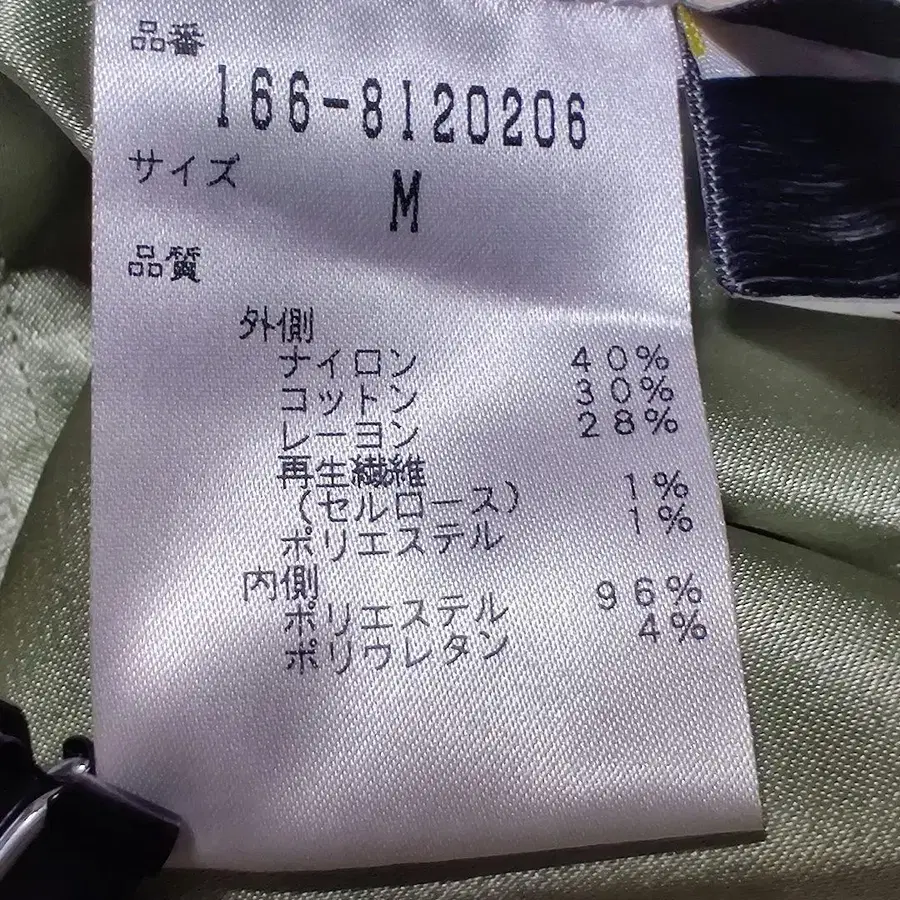 品番
166-8120206
サイズ
M
品質
外側
ナイロン 40%
コットン 30%
レーヨン 28%
再生繊維
(セルロース) 1%
ポリエステル 1%
内側
ポリエステル 96%
ポリウレタン 4%